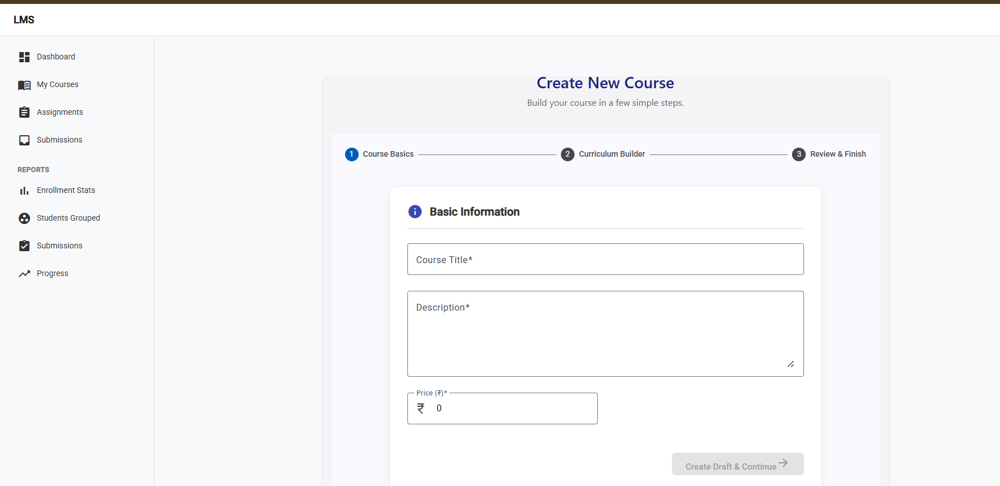 LMS
Dashboard
My Courses
Assignments
Submissions
REPORTS
Enrollment Stats
Students Grouped
Submissions
Progress
Create New Course
Build your course in a few simple steps.
1 Course Basics 2 Curriculum Builder 3 Review & Finish
Basic Information
Course Title*
Description*
Price (₹)*
₹ 0
Create Draft & Continue